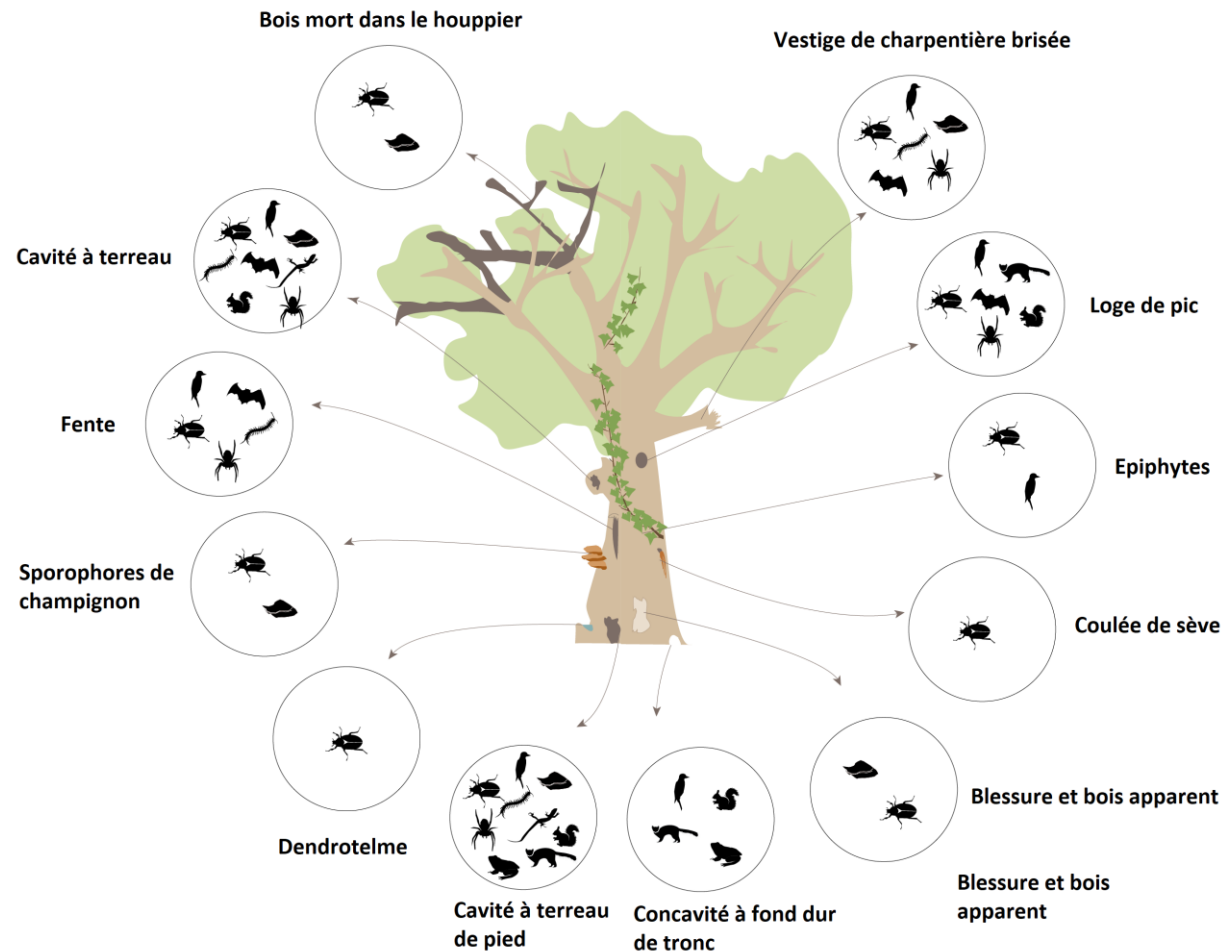 Bois mort dans le houppier
Vestige de charpentière brisée
Cavité à terreau
Loge de pic
Fente
Epiphytes
Sporophores de
champignon
Coulée de sève
Dendrotelme
Blessure et bois apparent
Cavité à terreau
de pied
Concavité à fond dur
de tronc
Blessure et bois
apparent